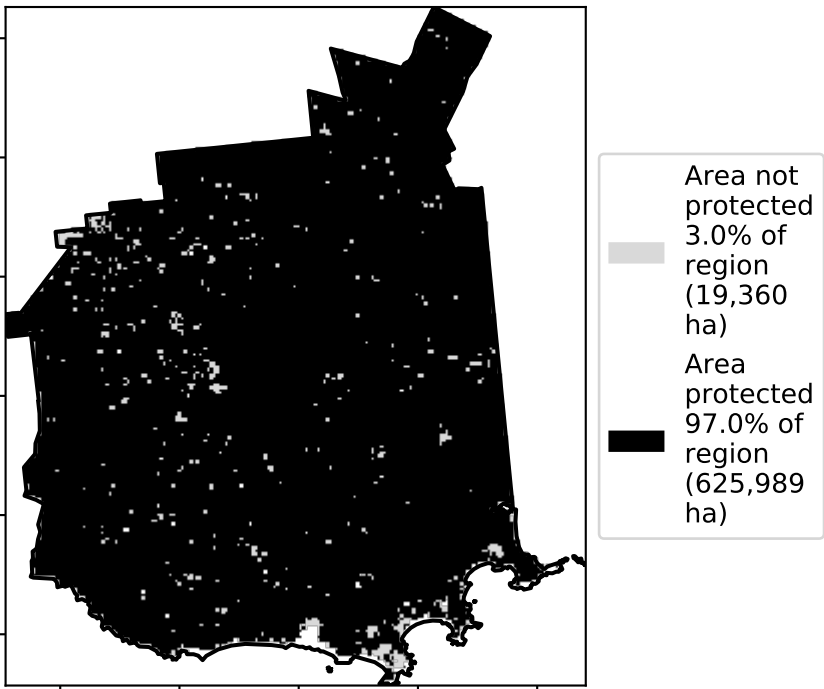 Area not
protected
3.0% of
region
(19,360
ha)
Area
protected
97.0% of
region
(625,989
ha)